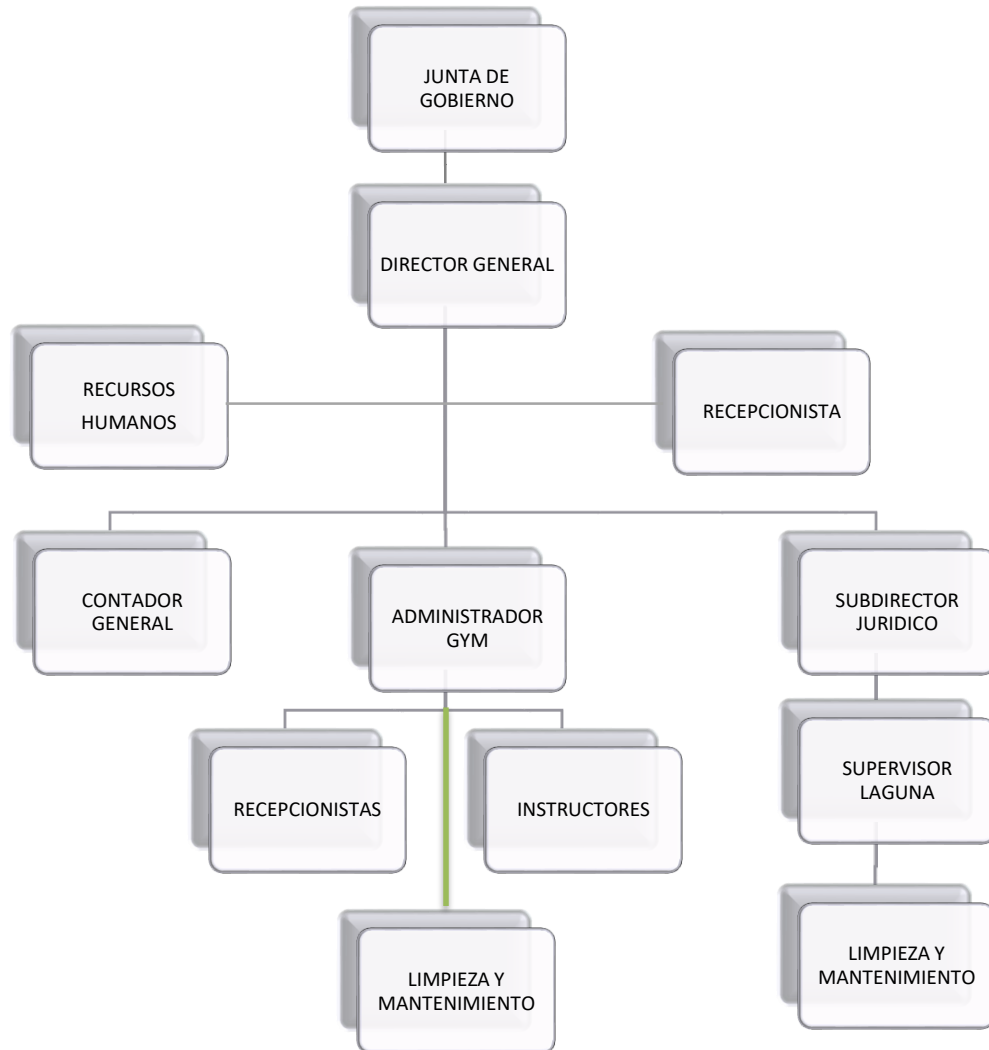 JUNTA DE
GOBIERNO
DIRECTOR GENERAL
RECURSOS
HUMANOS
RECEPCIONISTA
CONTADOR
GENERAL
ADMINISTRADOR
GYM
SUBDIRECTOR
JURIDICO
RECEPCIONISTAS
INSTRUCTORES
SUPERVISOR
LAGUNA
LIMPIEZA Y
MANTENIMIENTO
LIMPIEZA Y
MANTENIMIENTO